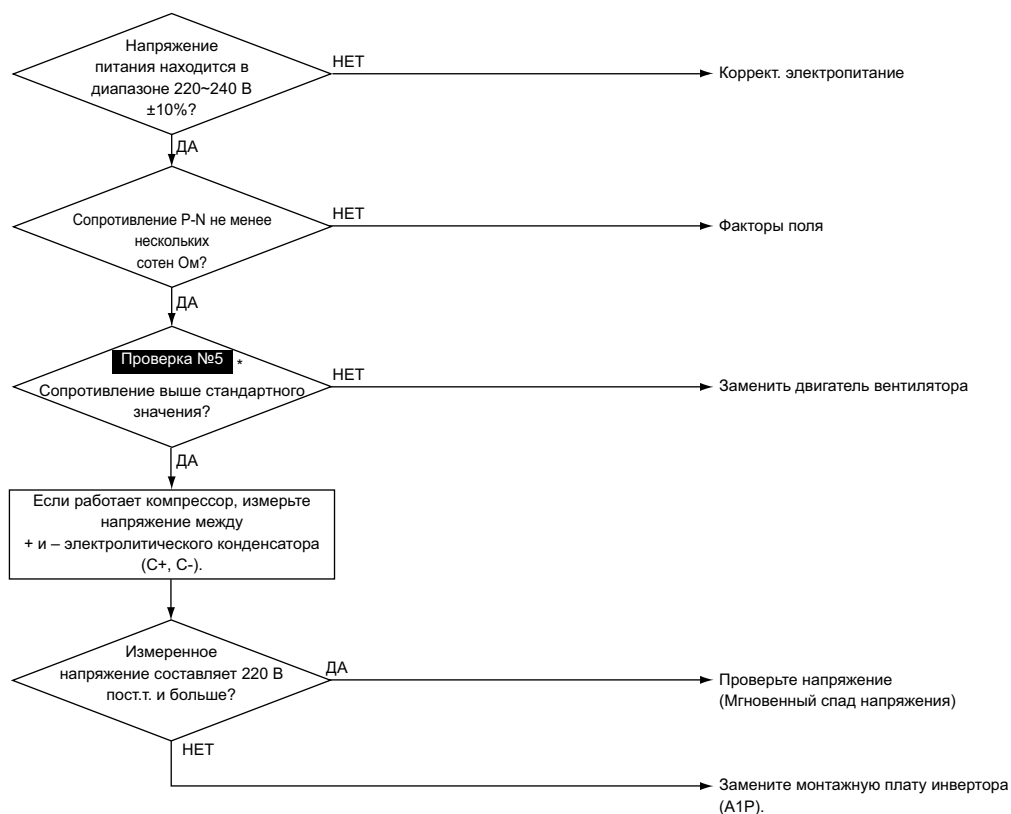 Напряжение
питания находится в
диапазоне 220~240 В
±10%?
НЕТ
Коррект. электропитание
ДА
Сопротивление P-N не менее
нескольких
сотен Ом?
НЕТ
Факторы поля
ДА
Проверка №5 *
Сопротивление выше стандартного
значения?
НЕТ
Заменить двигатель вентилятора
ДА
Если работает компрессор, измерьте
напряжение между
+ и – электролитического конденсатора
(C+, C-).
Измеренное
напряжение составляет 220 В
пост.т. и больше?
ДА
Проверьте напряжение
(Мгновенный спад напряжения)
НЕТ
Замените монтажную плату инвертора
(A1P).